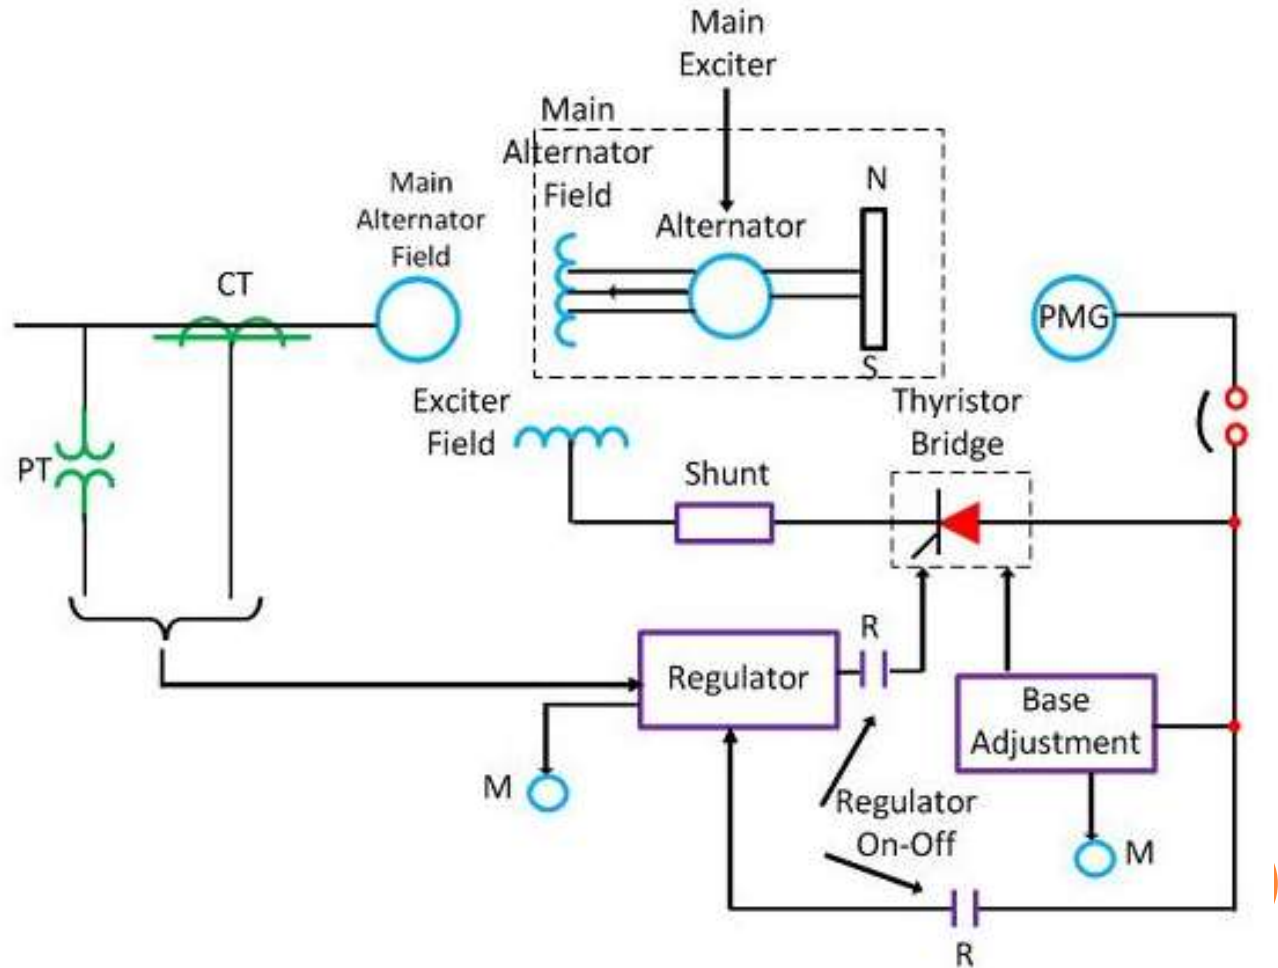 Main
Exciter
Main
Alternator
Field
N
Main
Alternator
Field
Alternator
CT
PMG
S
Exciter
Field
Thyristor
Bridge
PT
Shunt
R
Regulator
Base
Adjustment
M
Regulator
On-Off
M
R